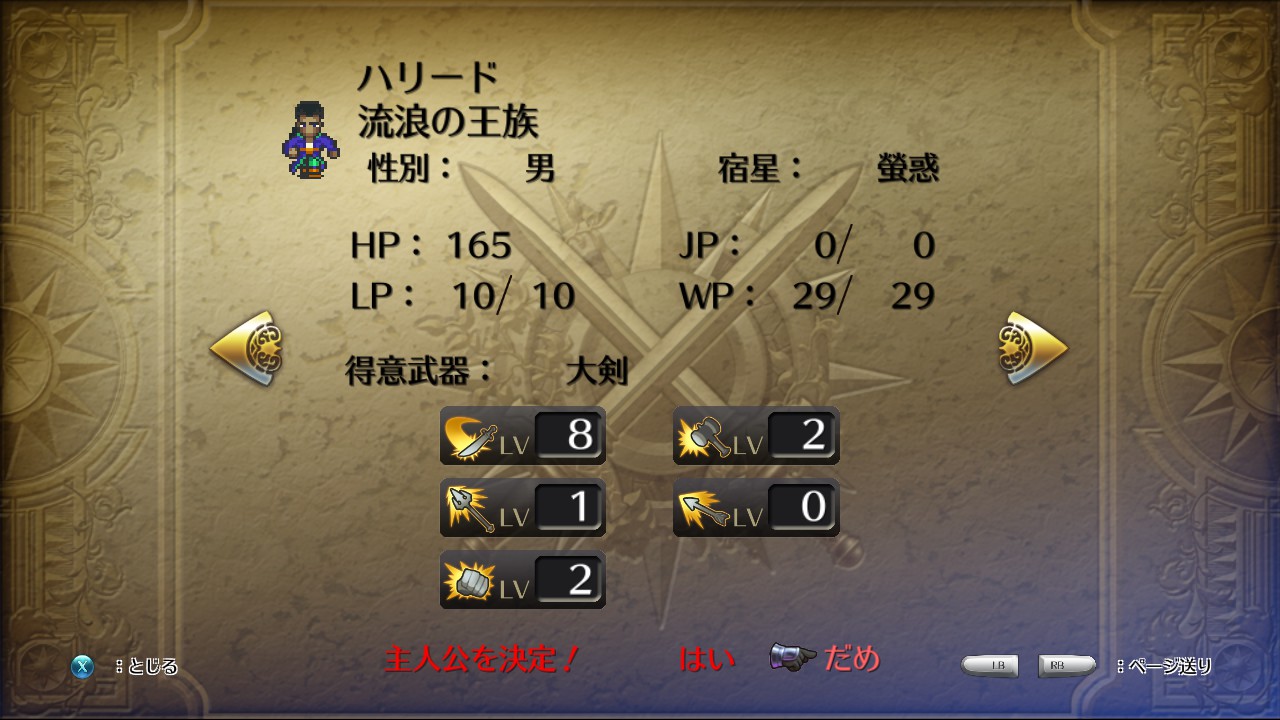 ハリード
流浪の王族
性別： 男 宿星： 螢惑
HP： 165 JP： 0/ 0
LP： 10/ 10 WP： 29/ 29
得意武器： 大剣
LV 8 LV 2
LV 1 LV 0
LV 2
主人公を決定！ はい だめ
X ：とじる LB RB ：ページ送り